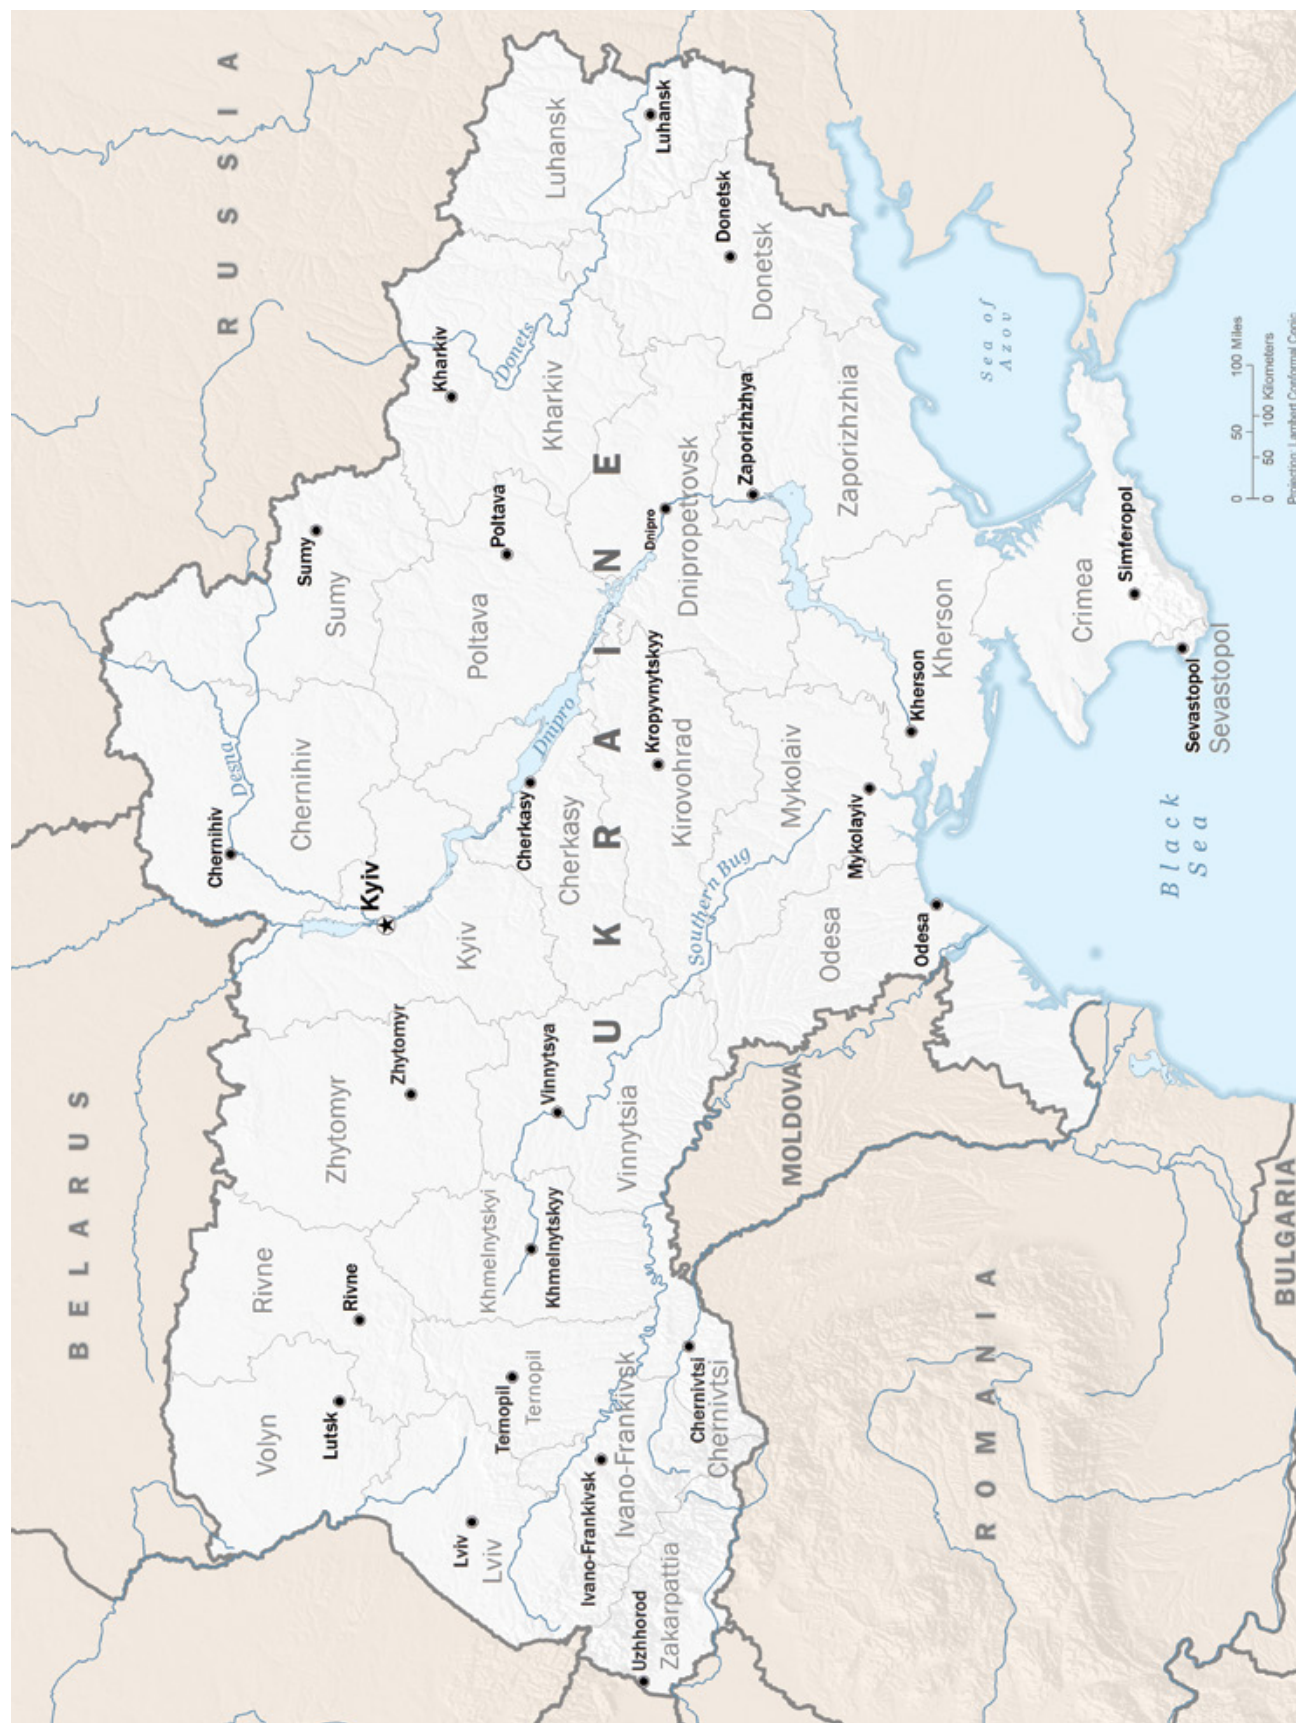 RUSSIA
BELARUS
Chernihiv
Desna
Chernihiv
Sumy
Sumy
Volyn
Rivne
Lutsk
Rivne
Zhytomyr
Zhytomyr
Kyiv
Kyiv
Kharkiv
Kharkiv
Donets
Poltava
Poltava
Luhansk
Luhansk
Lviv
Lviv
Ternopil
Ternopil
Khmelnytskyi
Khmelnytskyy
Vinnytsya
Vinnytsia
Cherkasy
Cherkasy
Dnipro
UKRAINE
Dnipro
Dnipropetrovsk
Donetsk
Donetsk
Uzhhorod
Zakarpattia
Ivano-Frankivsk
Ivano-Frankivsk
Chernivtsi
Chernivtsi
Southern Bug
Kropyvnytskyy
Kirovohrad
Zaporizhzhya
Zaporizhzhia
MOLDOVA
Odesa
Odesa
Mykolaiv
Mykolayiv
Kherson
Kherson
Sea of
Azov
ROMANIA
Crimea
Simferopol
Sevastopol
Sevastopol
Black
Sea
BULGARIA
0 50 100 Miles
0 50 100 Kilometers
Projection: Lambert Conformal Conic